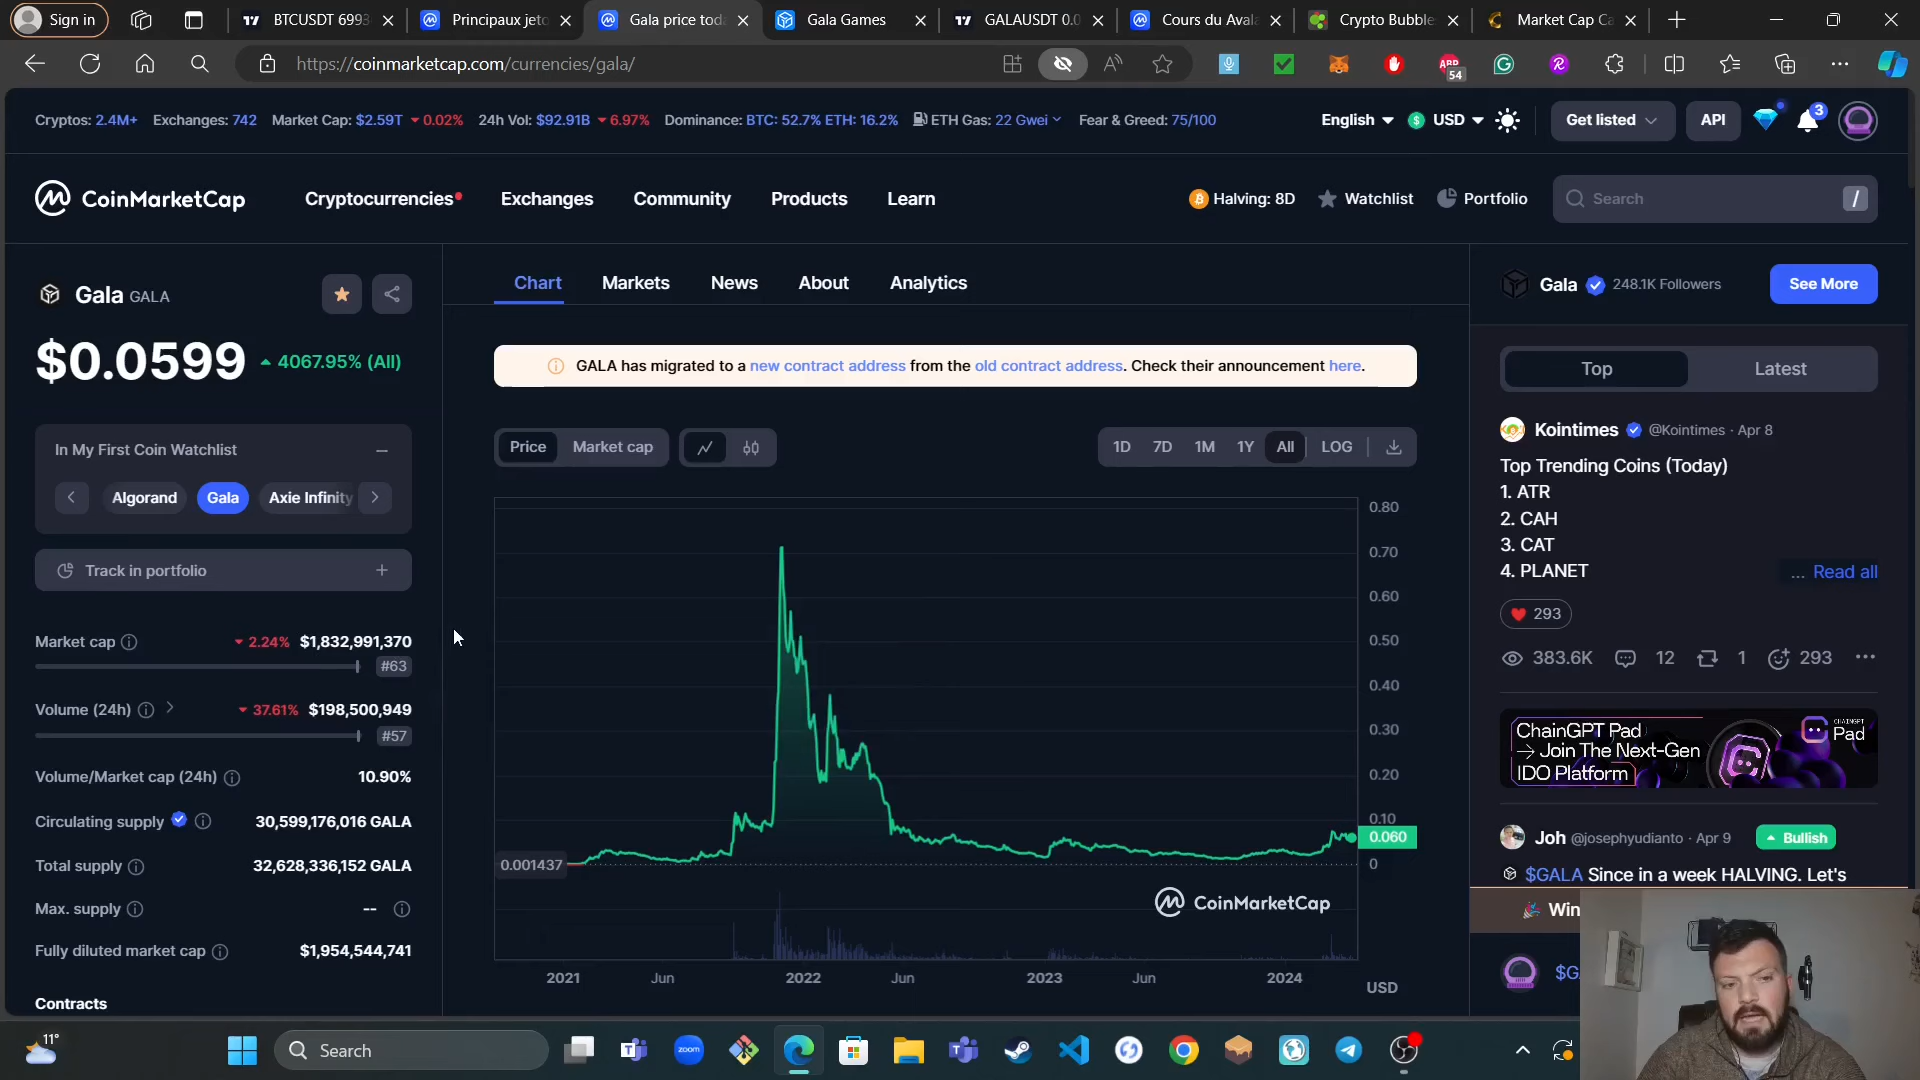 Sign in
BTCUSDT 6993
Principaux jeto
Gala price toda
Gala Games
GALAUSDT 0.0
Cours du Avala
Crypto Bubble
Market Cap Ca
https://coinmarketcap.com/currencies/gala/
54
Cryptos: 2.4M+ Exchanges: 742 Market Cap: $2.59T 0.02% 24h Vol: $92.91B 6.97% Dominance: BTC: 52.7% ETH: 16.2% ETH Gas: 22 Gwei Fear & Greed: 75/100
English USD Get listed API 3
CoinMarketCap
Cryptocurrencies Exchanges Community Products Learn
Halving: 8D Watchlist Portfolio Search /
Gala GALA
$0.0599 4067.95% (All)
In My First Coin Watchlist
Algorand Gala Axie Infinity
Track in portfolio
Market cap 2.24% $1,832,991,370
#63
Volume (24h) 37.61% $198,500,949
#57
Volume/Market cap (24h) 10.90%
Circulating supply 30,599,176,016 GALA
Total supply 32,628,336,152 GALA
Max. supply --
Fully diluted market cap $1,954,544,741
Contracts
Chart Markets News About Analytics
GALA has migrated to a new contract address from the old contract address. Check their announcement here.
Price Market cap
1D 7D 1M 1Y All LOG
0.80
0.70
0.60
0.50
0.40
0.30
0.20
0.10
0.060
0
0.001437
CoinMarketCap
2021 Jun 2022 Jun 2023 Jun 2024
USD
Gala 248.1K Followers See More
Top Latest
Kointimes @Kointimes · Apr 8
Top Trending Coins (Today)
1. ATR
2. CAH
3. CAT
4. PLANET ... Read all
293
383.6K 12 1 293
ChainGPT Pad
→ Join The Next-Gen
IDO Platform
CHAINGPT
Pad
Joh @josephyudianto · Apr 9 Bullish
$GALA Since in a week HALVING. Let's
Win
$G
11°
Search
zoom